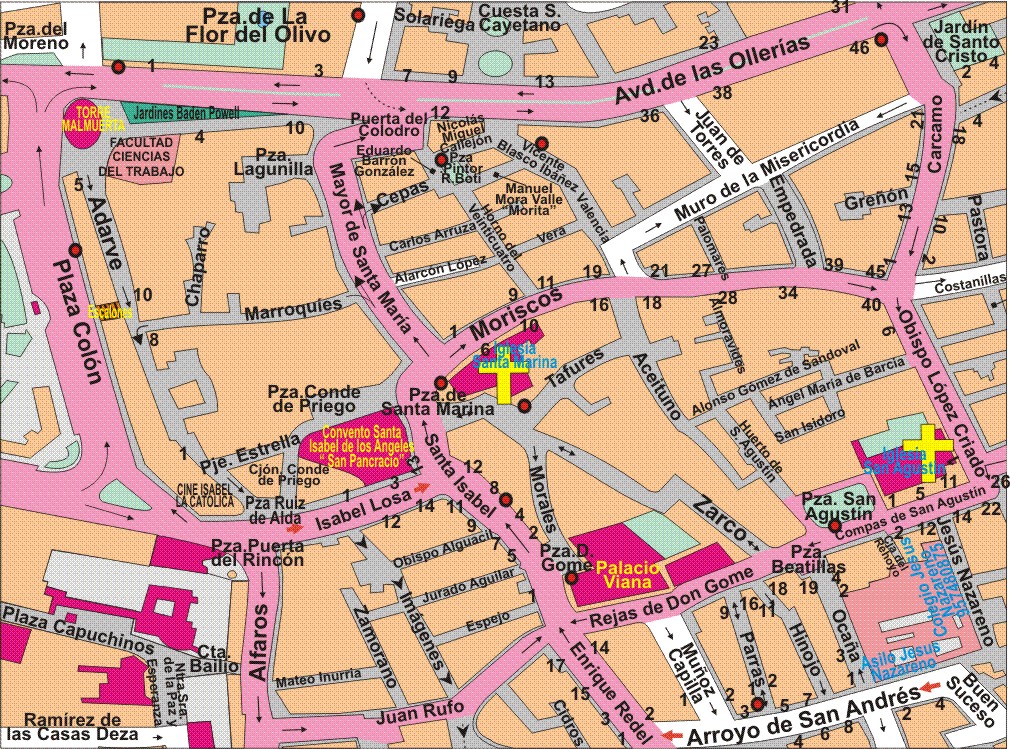 Pza.del
Moreno
Pza.de La
Flor del Olivo
Solariega
Cuesta S.
Cayetano
31
Jardín
de Santo
Cristo
23
46
Avd.de las Ollerías
2
4
1
3
7
9
13
38
12
36
21
18
4
Jardines Baden Powell
TORRE
MALMUERTA
4
10
Puerta del
Colodro
Nicolás
Miguel
Callejón
Vicente
Blasco Ibáñez
Valencia
Juan de
Torres
Muro de la Misericordia
Carcamo
FACULTAD
CIENCIAS
DEL TRABAJO
Pza.
Lagunilla
Eduardo
Barrón
González
Pza
Pintor
R.Boti
Manuel
Mora Valle
"Morita"
Cepas
Empedrada
Greñón
15
13
10
Pastora
5
Adarve
Mayor de Santa María
Carlos Arruza
Horno del
Veinticuatro
Vera
Palomares
Chaparro
Alarcón López
19
21
27
39
45
1
2
Costanillas
Plaza Colón
10
Escalones
8
Marroquíes
9
11
16
18
28
34
40
6
1
Moriscos
10
6
Iglesia
Santa Marina
Almoravides
Obispo López Criado
Tafures
Aceituno
Alonso Gómez de Sandoval
Ángel María de Barcia
San Isidoro
Pza.Conde
de Priego
Pza.de
Santa Marina
Convento Santa
Isabel de los Angeles
" San Pancracio"
13
Pje. Estrella
1
Cjón. Conde
de Priego
Huerto de
S.Agustín
Iglesia
San Agustín
1
5
11
26
CINE ISABEL
LA CATOLICA
Pza Ruiz
de Alda
1
3
Isabel Losa
12
14
11
Santa Isabel
12
8
4
2
9
7
5
1
Morales
Zarco
Pza. San
Agustín
Compas de San Agustín
2
12
14
22
Pza.Puerta
del Rincón
Obispo Alguacil
Jurado Aguilar
Espejo
Pza.D.
Gome
Palacio
Viana
Rejas de Don Gome
Pza.
Beatillas
Clla.del
Rehoyo
4
2
18
19
16
11
9
Colegio Jesús
Nazareno
Jesús Nazareno
Plaza Capuchinos
Alfaros
Zamorano
Imágenes
Cta.
Bailio
Ntra.Sra.
de la Paz y
Esperanza
Mateo Inurria
Juan Rufo
14
17
15
3
1
2
Enrique Redel
Cidros
Muñoz
Capilla
Parras
Hinojo
Ocaña
3
1
2
1
3
2
1
5
7
4
6
8
2
4
Asilo Jesús
Nazareno
Arroyo de San Andrés
Buen
Suceso
Ramírez de
las Casas Deza